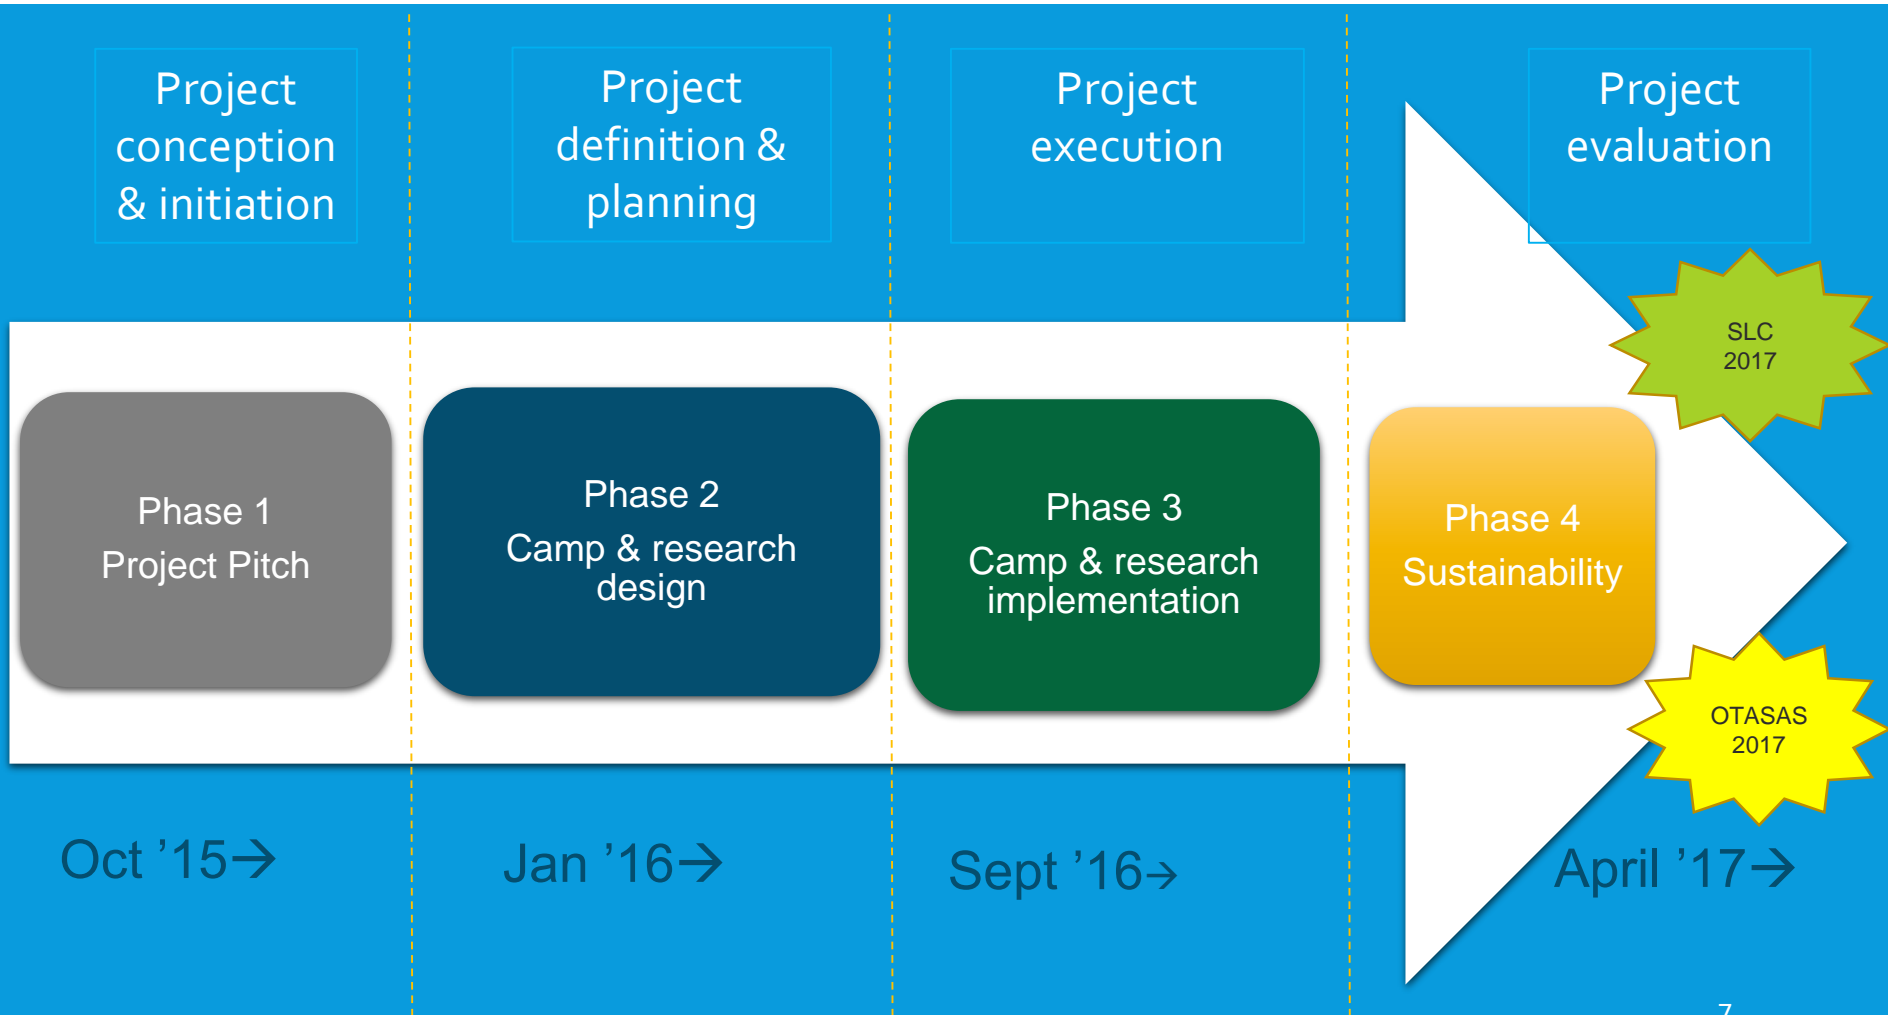 Project
conception
& initiation
Project
definition &
planning
Project
execution
Project
evaluation
SLC
2017
Phase 1
Project Pitch
Phase 2
Camp & research
design
Phase 3
Camp & research
implementation
Phase 4
Sustainability
OTASAS
2017
Oct ’15→
Jan ’16→
Sept ’16→
April ’17→
7